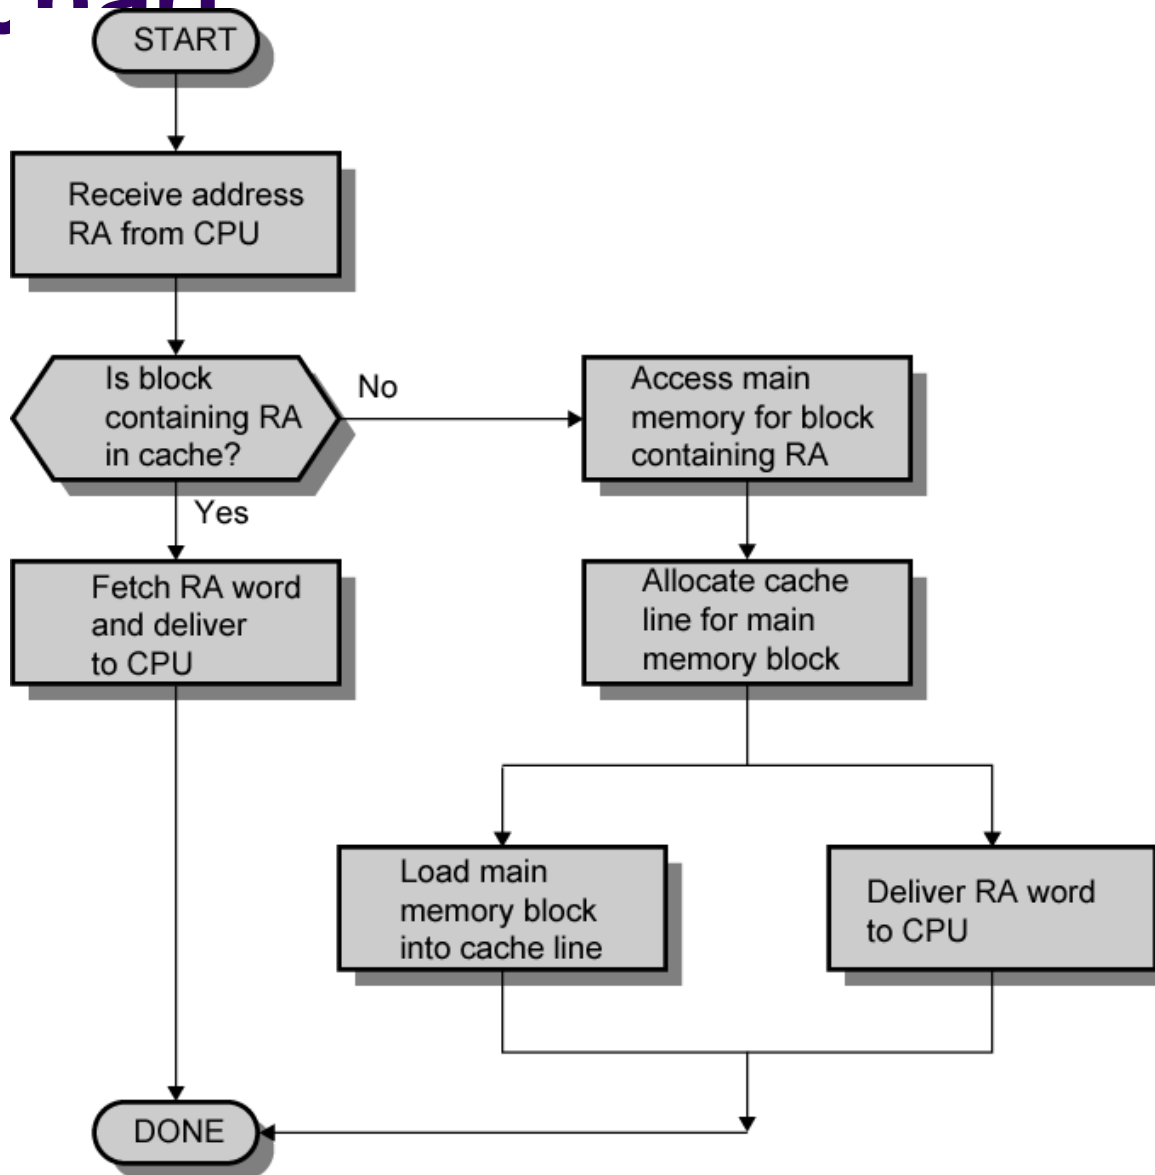 START
Receive address
RA from CPU
Is block
containing RA
in cache?
No
Access main
memory for block
containing RA
Yes
Fetch RA word
and deliver
to CPU
Allocate cache
line for main
memory block
Load main
memory block
into cache line
Deliver RA word
to CPU
DONE